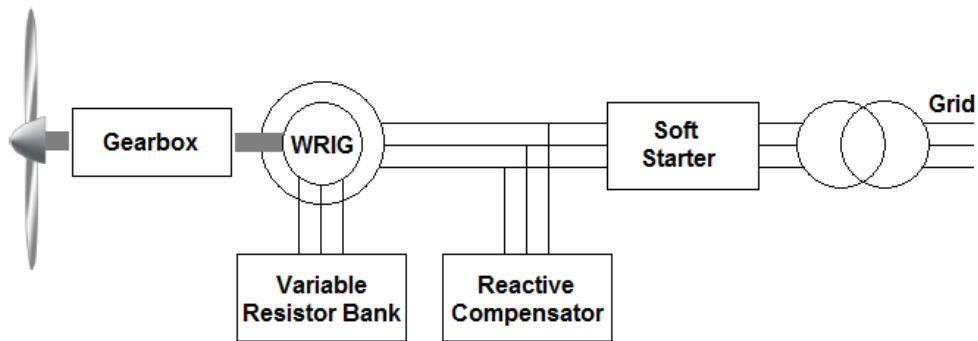 Gearbox
WRIG
Soft
Starter
Grid
Variable
Resistor Bank
Reactive
Compensator